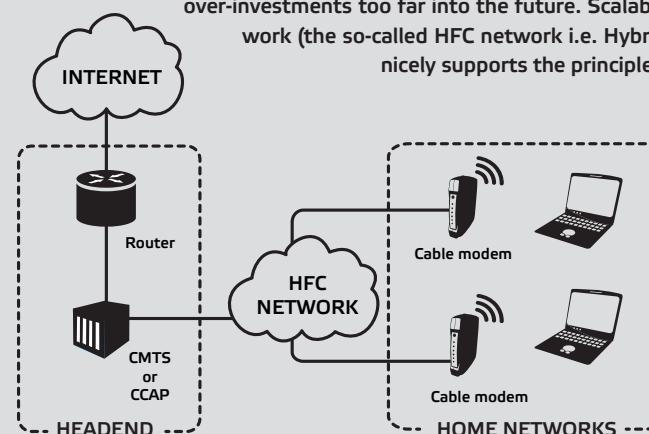 over-investments too far into the future. Scalab
work (the so-called HFC network i.e. Hybr
nicely supports the principle
INTERNET
Router
CMTS
or
CCAP
HEADEND
HFC
NETWORK
Cable modem
Cable modem
HOME NETWORKS